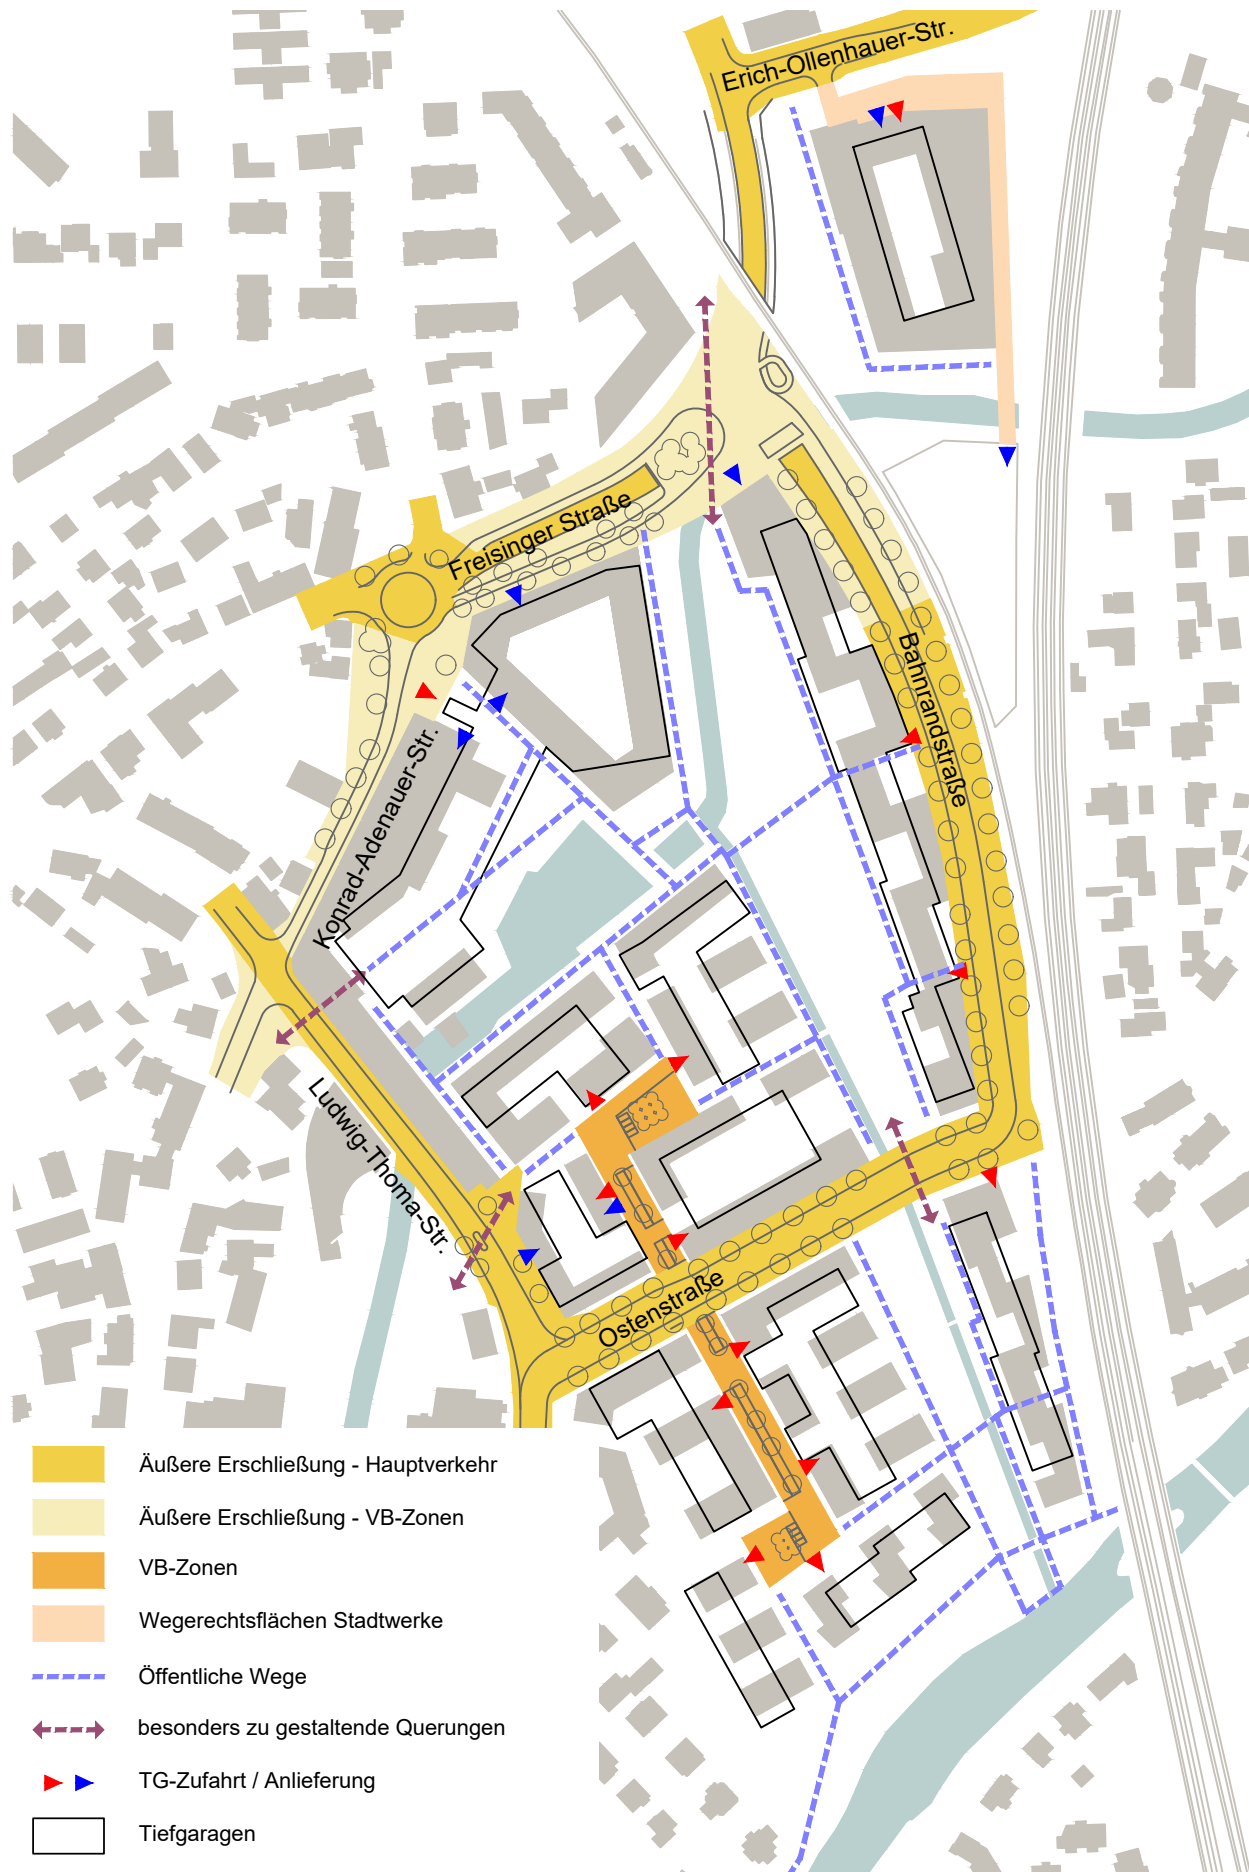 Erich-Ollenhauer-Str.
Freisinger Straße
Bahnrandstraße
Konrad-Adenauer-Str.
Ludwig-Thoma-Str.
Ostenstraße
Äußere Erschließung - Hauptverkehr
Äußere Erschließung - VB-Zonen
VB-Zonen
Wegerechtsflächen Stadtwerke
Öffentliche Wege
besonders zu gestaltende Querungen
TG-Zufahrt / Anlieferung
Tiefgaragen